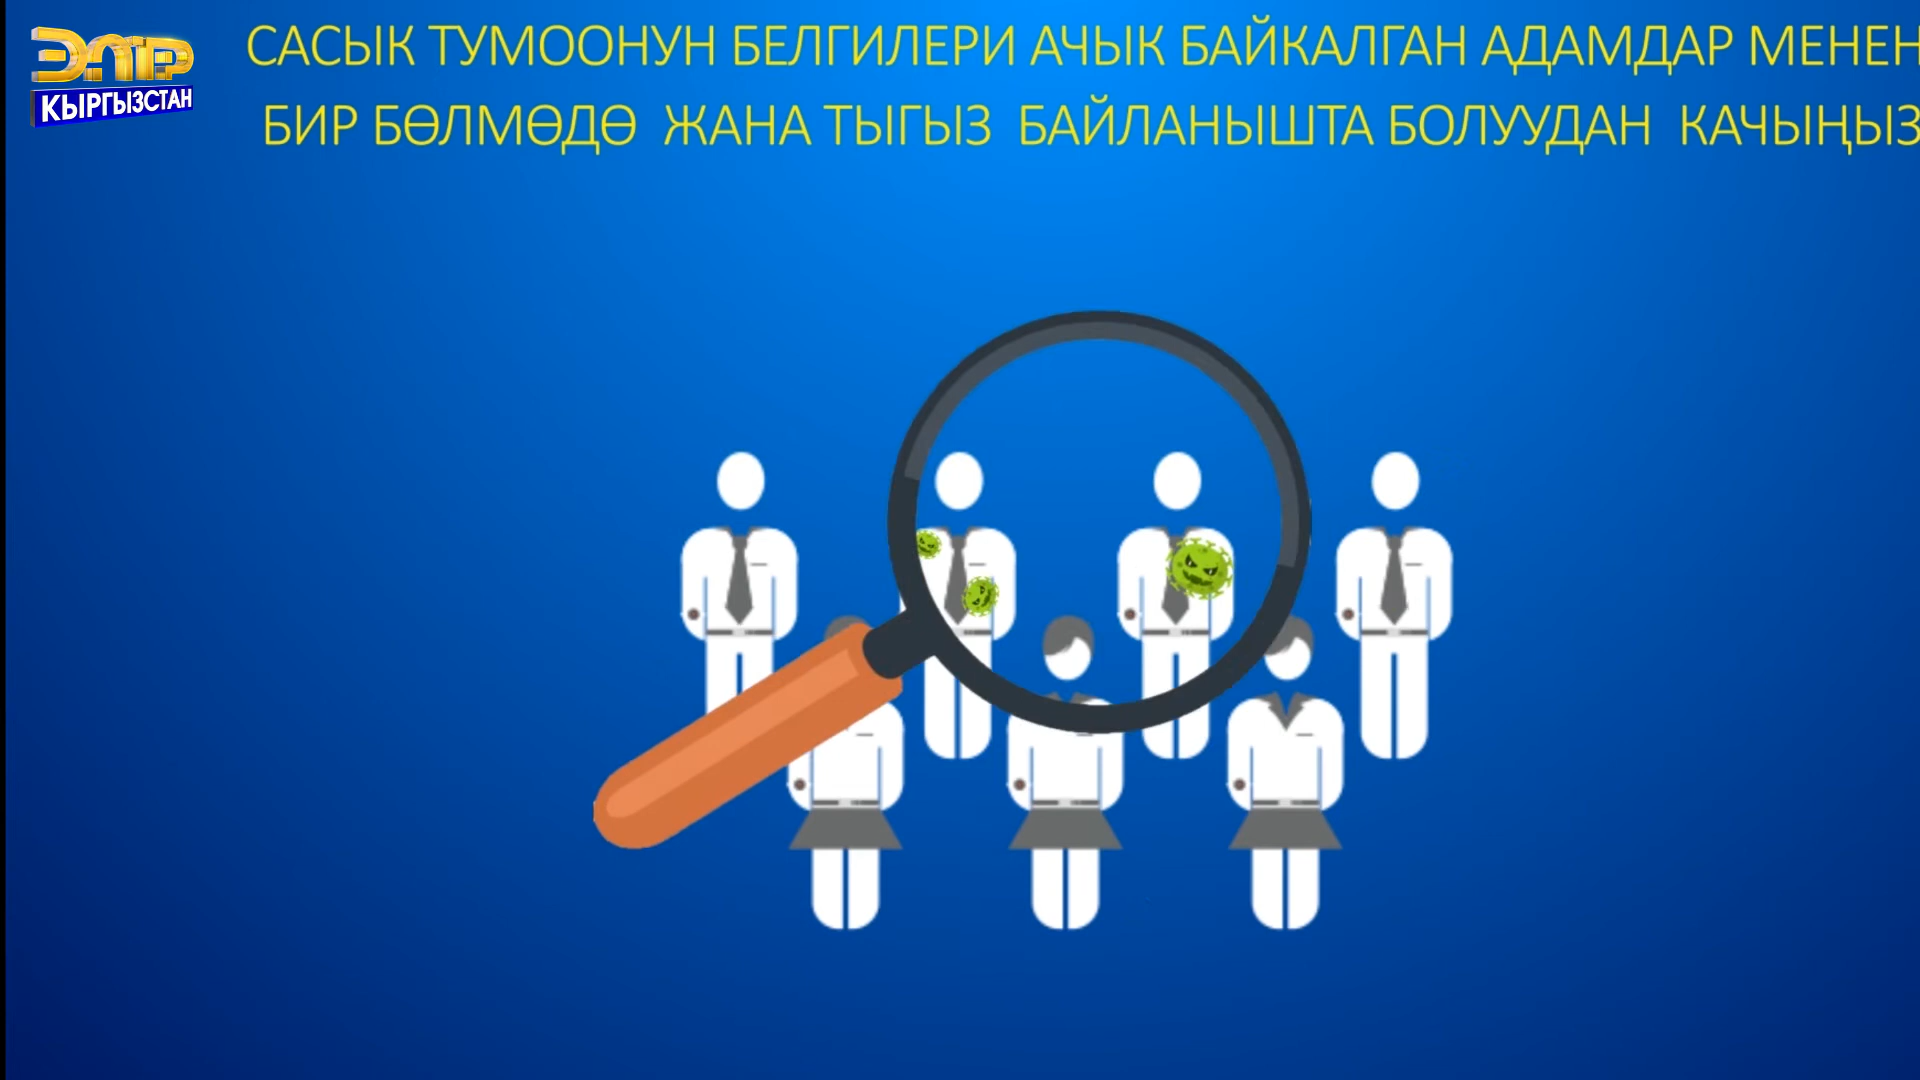 ЭЛТР
КЫРГЫЗСТАН
САСЫК ТУМООНУН БЕЛГИЛЕРИ АЧЫК БАЙКАЛГАН АДАМДАР МЕНЕН
БИР БӨЛМӨДӨ ЖАНА ТЫГЫЗ БАЙЛАНЫШТА БОЛУУДАН КАЧЫҢЫЗ